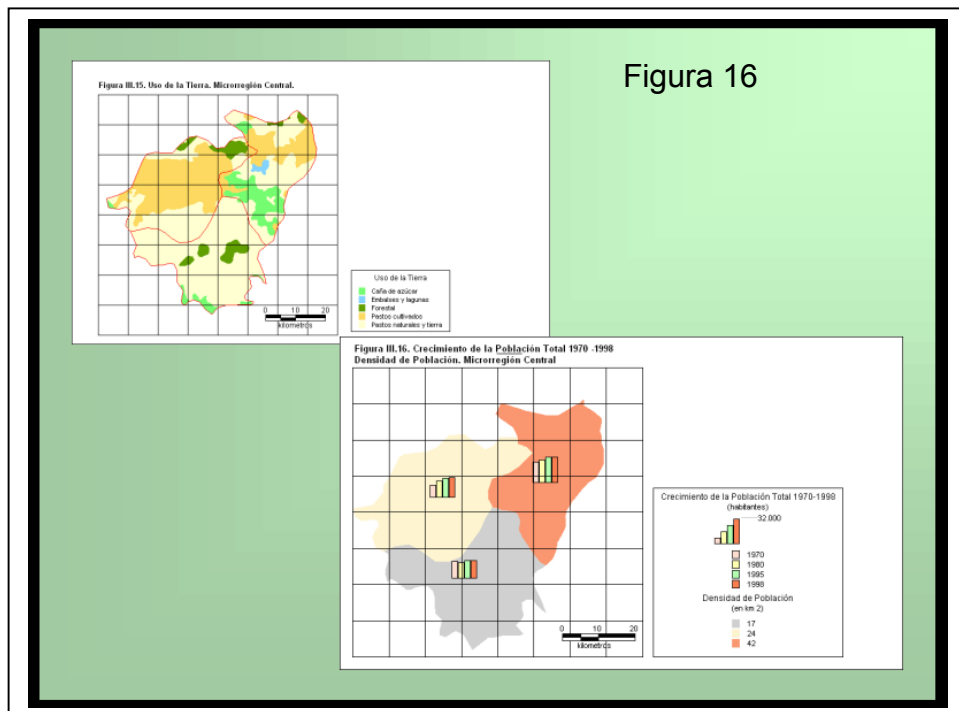 Figura 16
Figura III.15. Uso de la Tierra. Microrregión Central.
Uso de la Tierra
Caña de azúcar
Embalses y lagunas
Forestal
Pastos cultivados
Pastos naturales y tierra
0 10 20
kilometros
Figura III.16. Crecimiento de la Población Total 1970 -1998
Densidad de Población. Microrregión Central
0 10 20
kilometros
Crecimiento de la Población Total 1970-1998
(habitantes)
32.000
1970
1980
1995
1998
Densidad de Población
(en km 2)
17
24
42